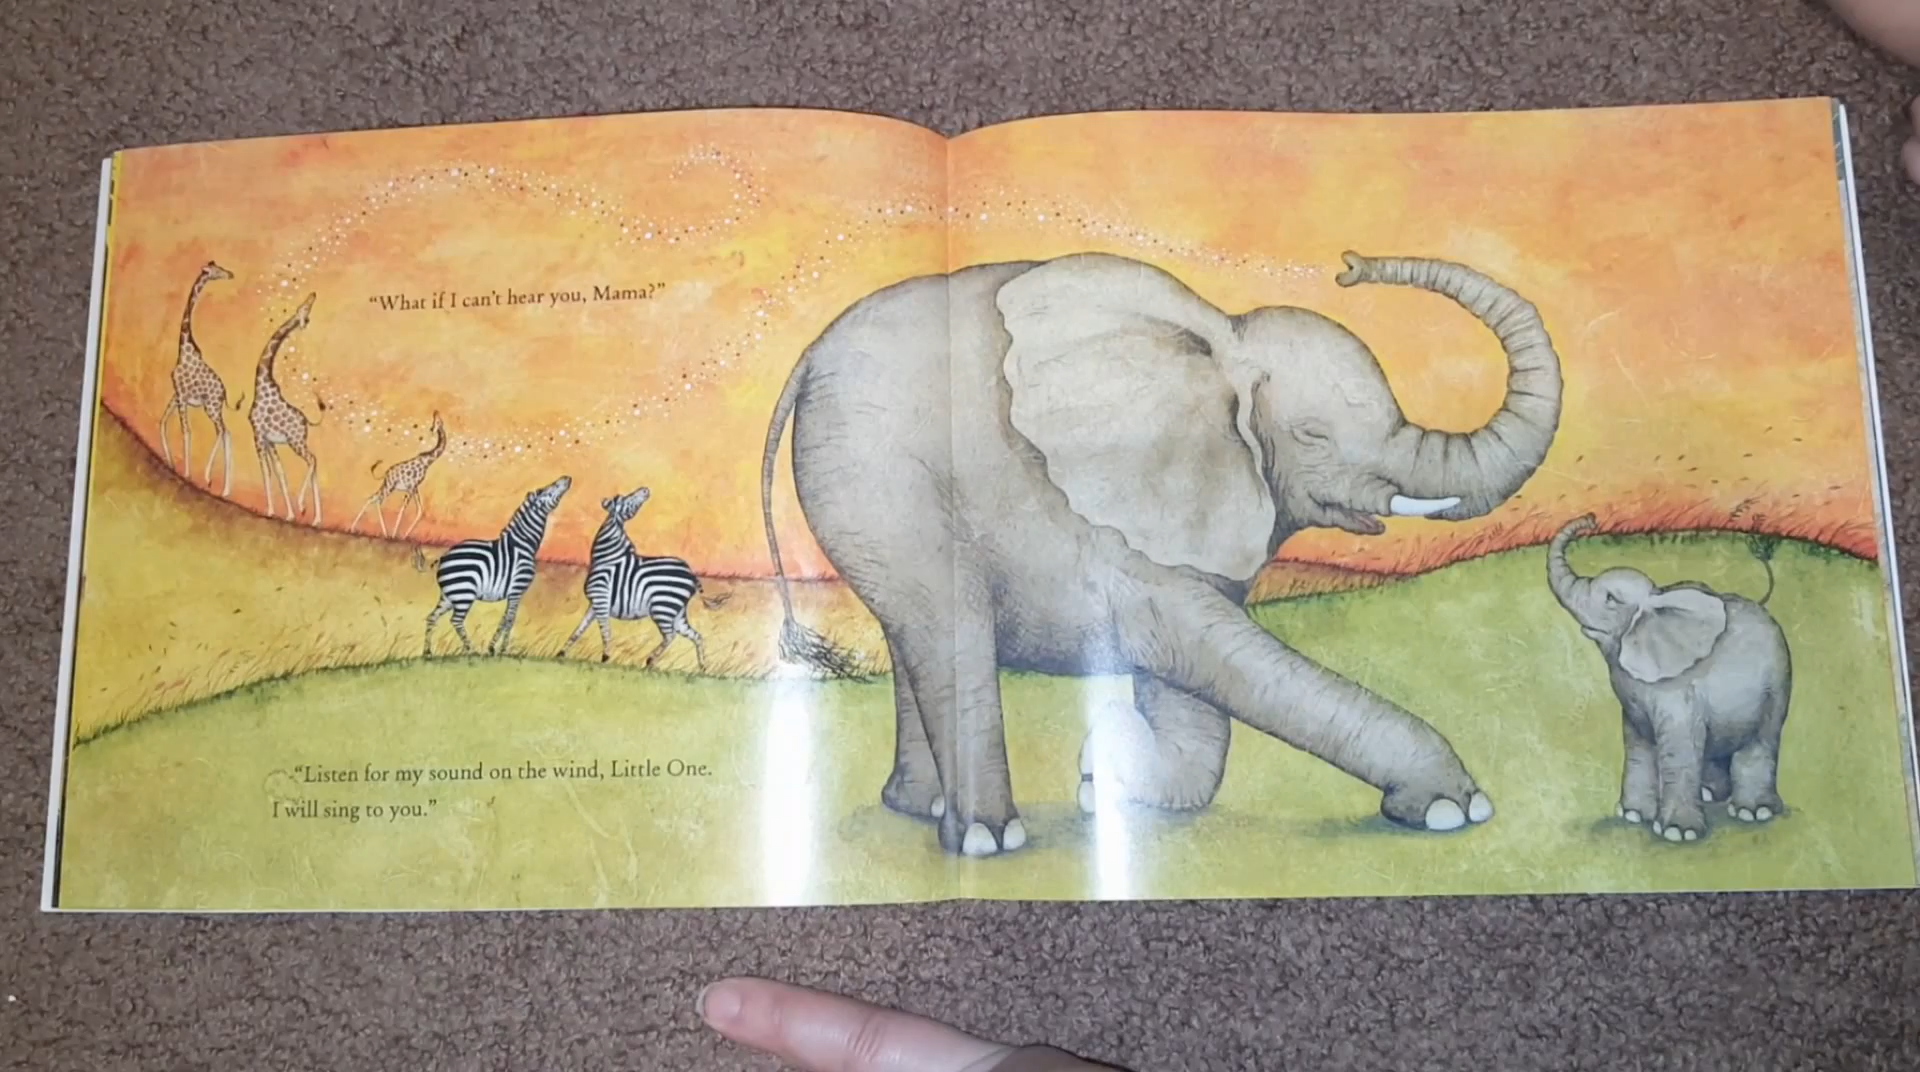 “What if I can’t hear you, Mama?”
“Listen for my sound on the wind, Little One.
I will sing to you.”